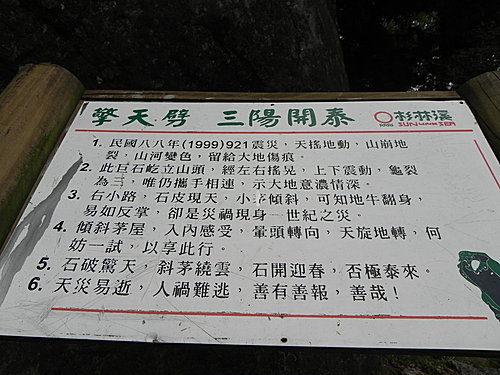 擎天劈 三陽開泰
杉林溪
SUN LINK SEA
1. 民國八八年(1999)921震災，天搖地動，山崩地
裂，山河變色，留給大地傷痕。
2. 此巨石屹立山頭，經左右搖晃，上下震動，龜裂
為三，唯仍攜手相連，示大地意濃情深。
3. 右小路，石皮現天，小茅傾斜，可知地牛翻身，
易如反掌，卻是災禍現身一世紀之災。
4. 傾斜茅屋，入內感受，暈頭轉向，天旋地轉，何
妨一試，以享此行。
5. 石破驚天，斜茅繞雲，石開迎春，否極泰來。
6. 天災易逝，人禍難逃，善有善報，善哉！